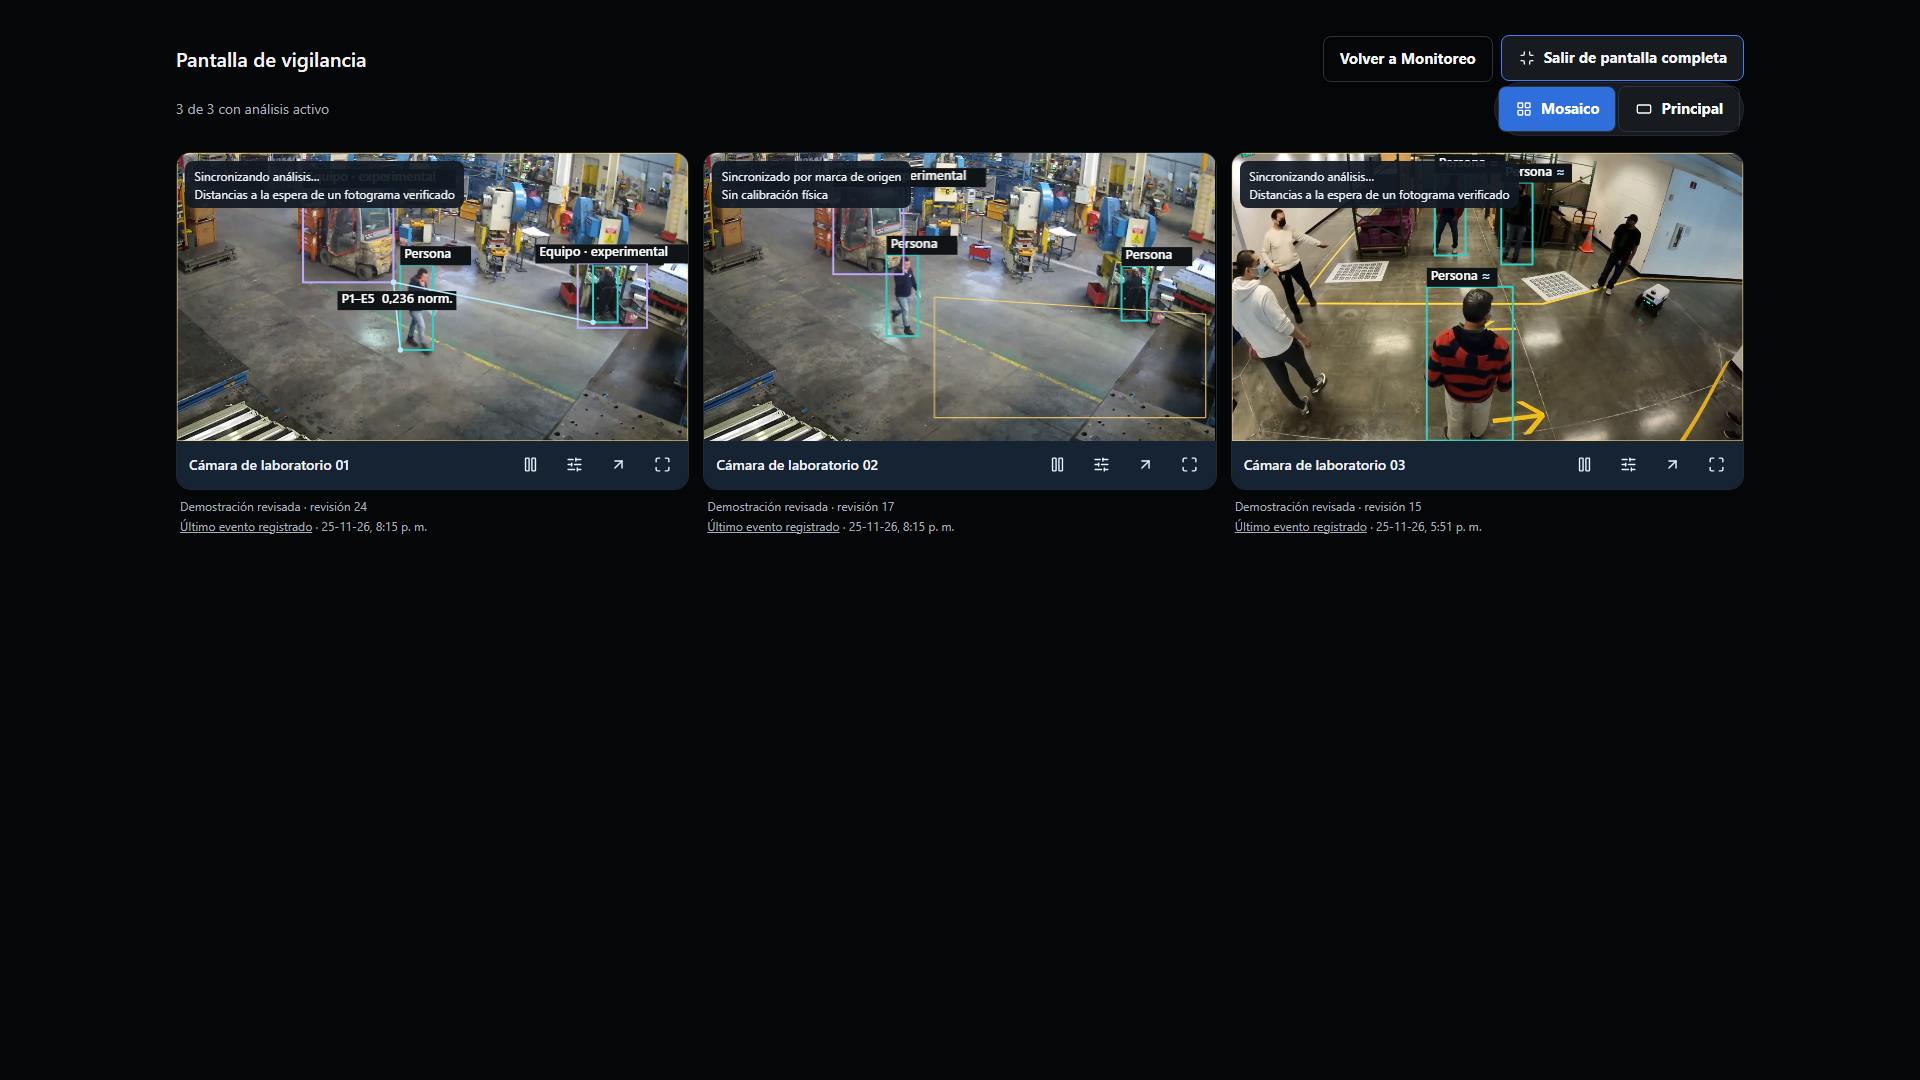 Pantalla de vigilancia
Volver a Monitoreo
Salir de pantalla completa
3 de 3 con análisis activo
Mosaico
Principal
Sincronizando análisis...
Distancias a la espera de un fotograma verificado
Persona
Equipo · experimental
P1–E5 0,236 norm.
Cámara de laboratorio 01
Demostración revisada · revisión 24
Último evento registrado · 25-11-26, 8:15 p. m.
Sincronizado por marca de origen
Sin calibración física
erimental
Persona
Persona
Cámara de laboratorio 02
Demostración revisada · revisión 17
Último evento registrado · 25-11-26, 8:15 p. m.
Persona ≈
Sincronizando análisis...
Distancias a la espera de un fotograma verificado
rsona ≈
Persona ≈
Cámara de laboratorio 03
Demostración revisada · revisión 15
Último evento registrado · 25-11-26, 5:51 p. m.